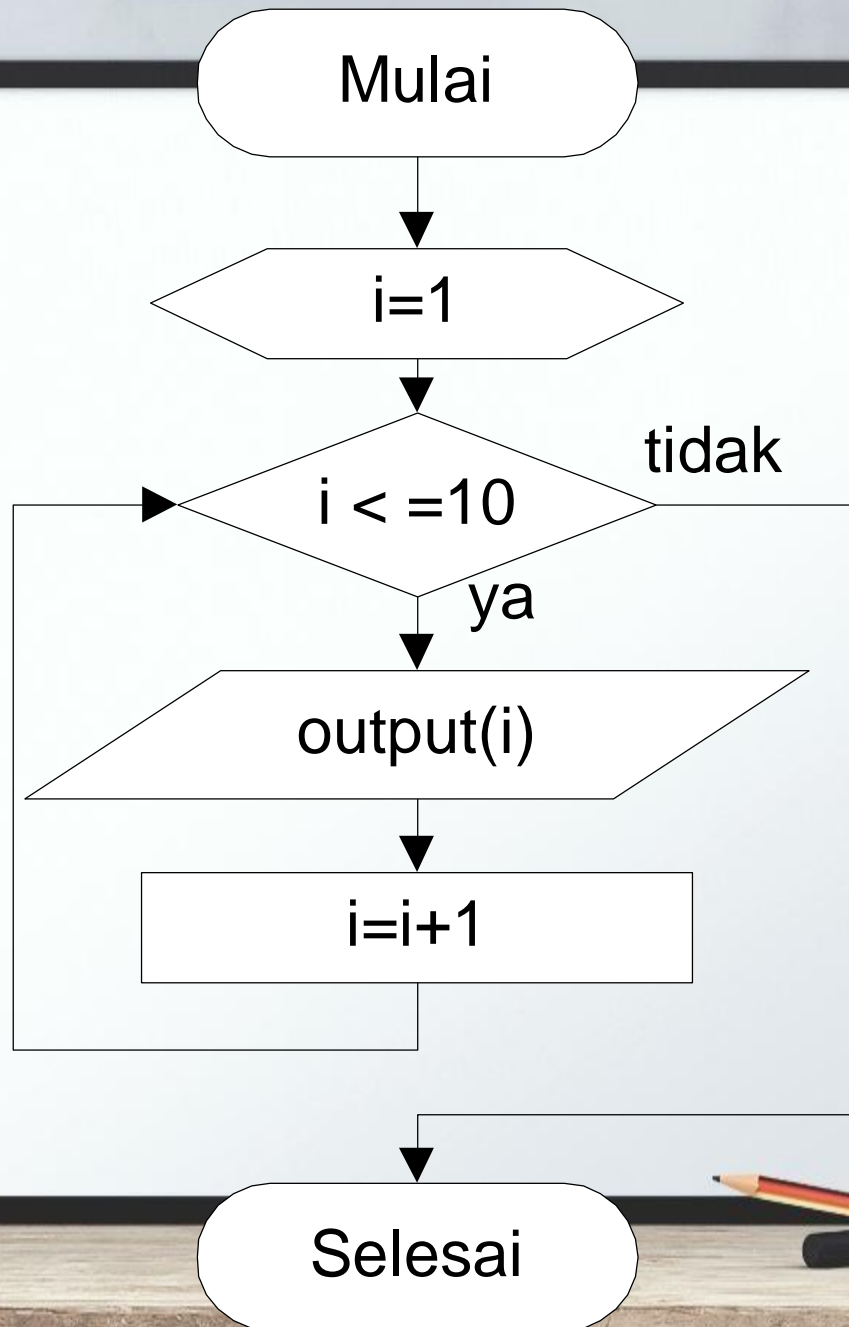 Mulai
i=1
i < =10
tidak
ya
output(i)
i=i+1
Selesai